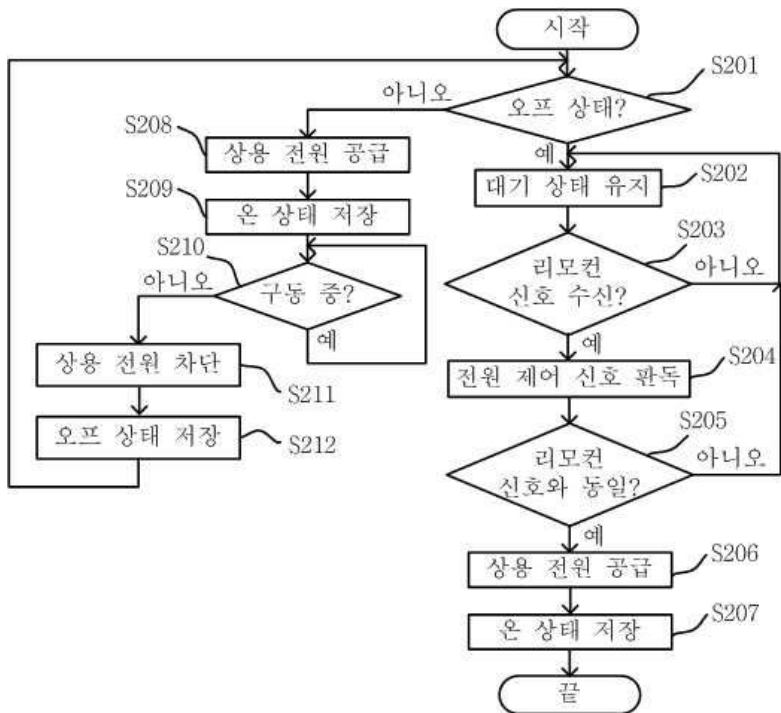 시작
S201
아니오
오프 상태?
S208
상용 전원 공급
예
S202
대기 상태 유지
S209
온 상태 저장
S203
S210
리모컨
신호 수신?
아니오
아니오
구동 중?
예
예
S204
상용 전원 차단
전원 제어 신호 판독
S211
S205
오프 상태 저장
S212
리모컨
신호와 동일?
아니오
예
S206
상용 전원 공급
S207
온 상태 저장
끝